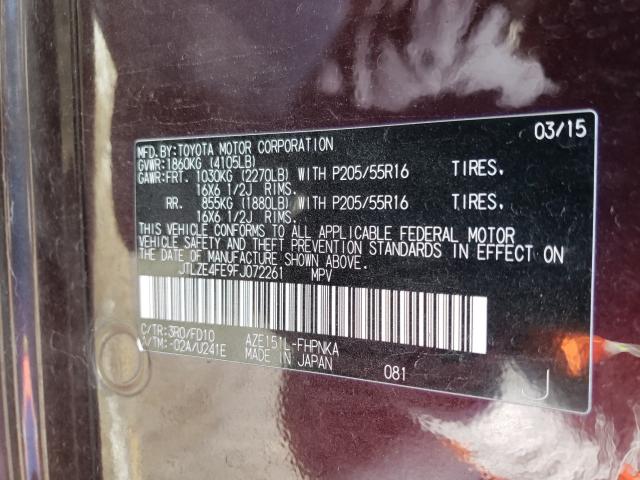 03/15
MFD.BY:TOYOTA MOTOR CORPORATION
GVWR:1860KG (4105LB)
GAWR:FRT. 1030KG (2270LB) WITH P205/55R16 TIRES.
16X6 1/2J RIMS.
RR. 855KG (1880LB) WITH P205/55R16 TIRES.
16X6 1/2J RIMS.
THIS VEHICLE CONFORMS TO ALL APPLICABLE FEDERAL MOTOR
VEHICLE SAFETY AND THEFT PREVENTION STANDARDS IN EFFECT ON
THE DATE OF MANUFACTURE SHOWN ABOVE.
JTLZE4FE9FJ072261 MPV
C/TR:3R0/FD10 AZE151L-FHPNKA
A/TM:-02A/U241E MADE IN JAPAN
081 J